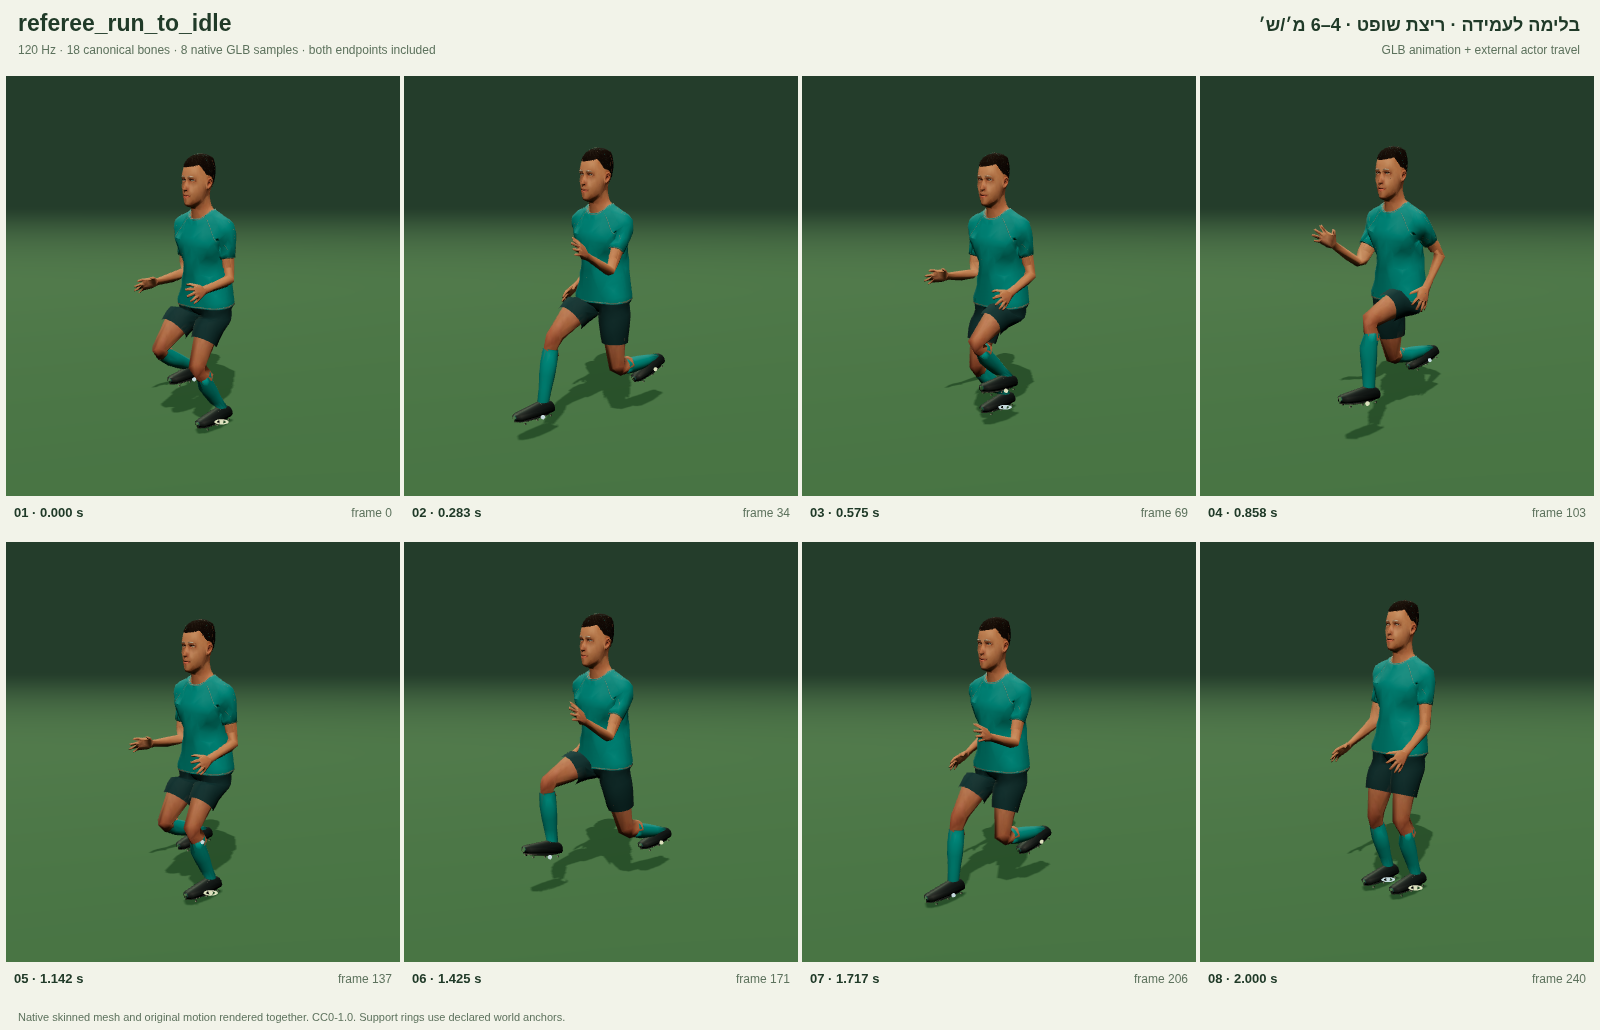 referee_run_to_idle
בלימה לעמידה · ריצת שופט · 4–6 מ׳/ש׳
120 Hz · 18 canonical bones · 8 native GLB samples · both endpoints included
GLB animation + external actor travel
01 · 0.000 s frame 0
02 · 0.283 s frame 34
03 · 0.575 s frame 69
04 · 0.858 s frame 103
05 · 1.142 s frame 137
06 · 1.425 s frame 171
07 · 1.717 s frame 206
08 · 2.000 s frame 240
Native skinned mesh and original motion rendered together. CC0-1.0. Support rings use declared world anchors.